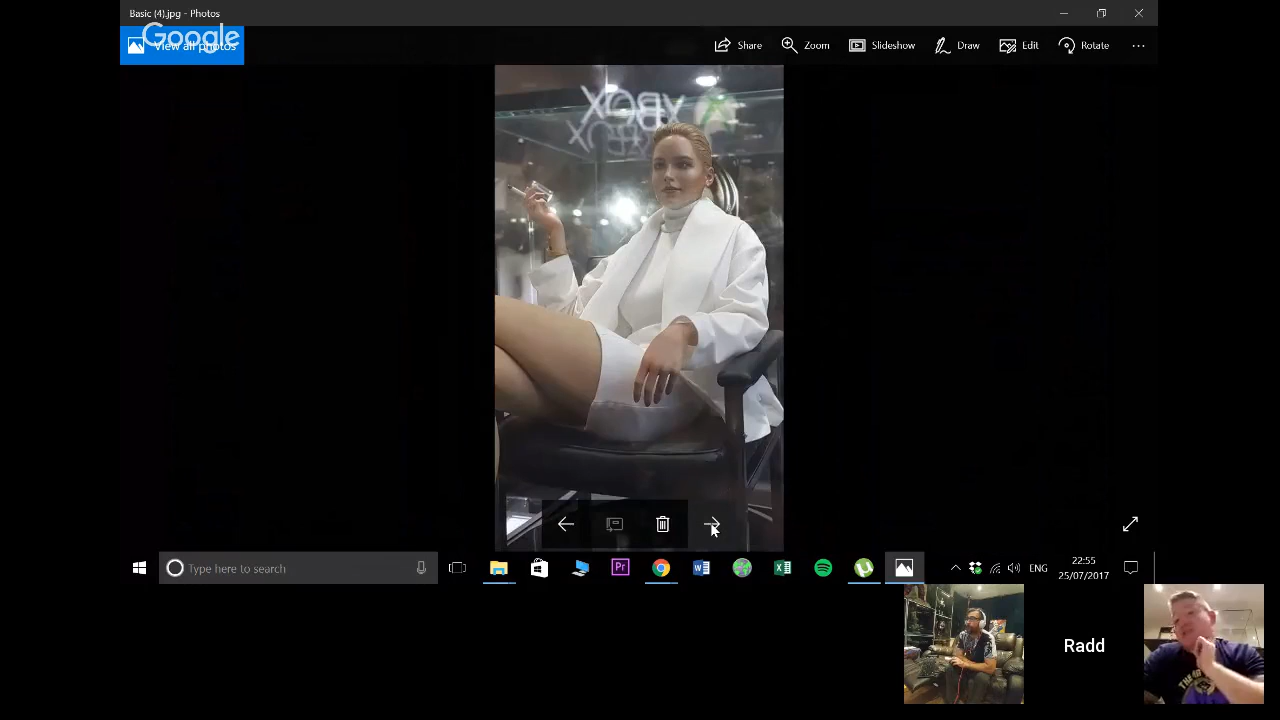 Basic (4).jpg - Photos
Google
View all photos
Share
Zoom
Slideshow
Draw
Edit
Rotate
XBOX
XBOX
Type here to search
Pr
ENG
22:55
25/07/2017
Radd